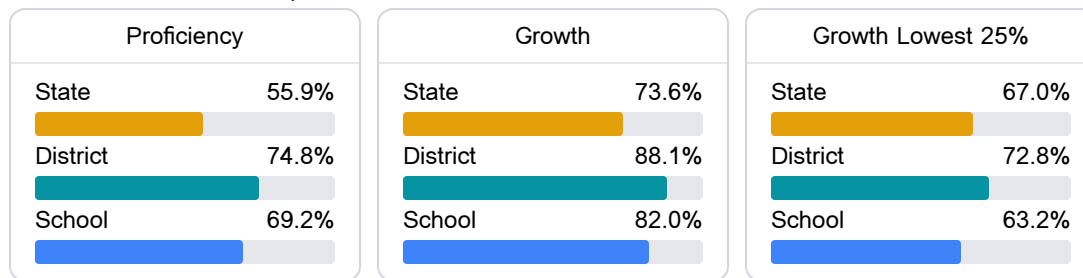 Proficiency
State 55.9%
District 74.8%
School 69.2%
Growth
State 73.6%
District 88.1%
School 82.0%
Growth Lowest 25%
State 67.0%
District 72.8%
School 63.2%